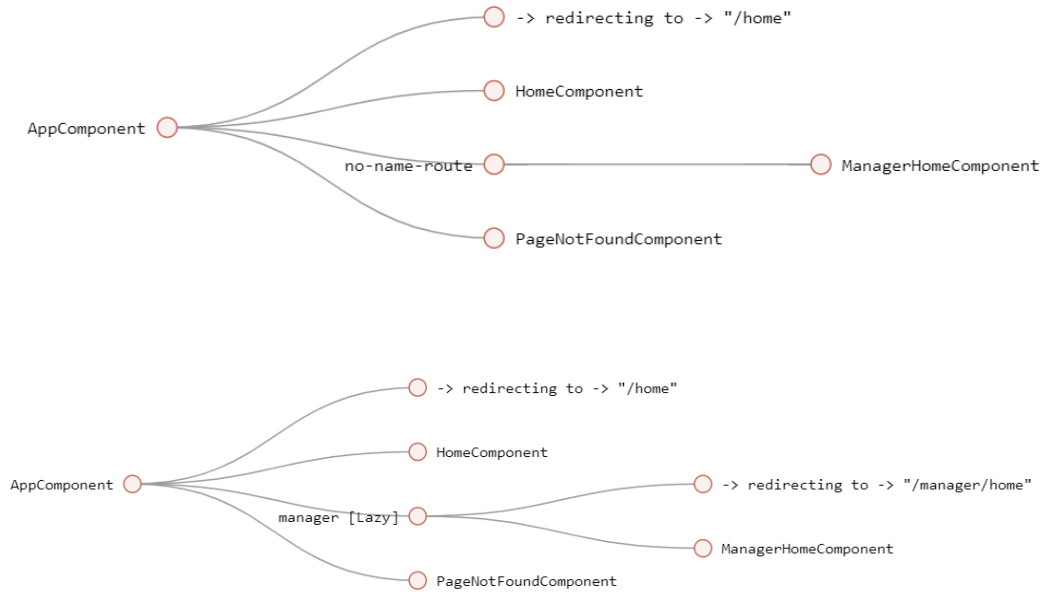 -> redirecting to -> "/home"
HomeComponent
AppComponent
no-name-route
ManagerHomeComponent
PageNotFoundComponent
-> redirecting to -> "/home"
HomeComponent
AppComponent
-> redirecting to -> "/manager/home"
manager [Lazy]
ManagerHomeComponent
PageNotFoundComponent